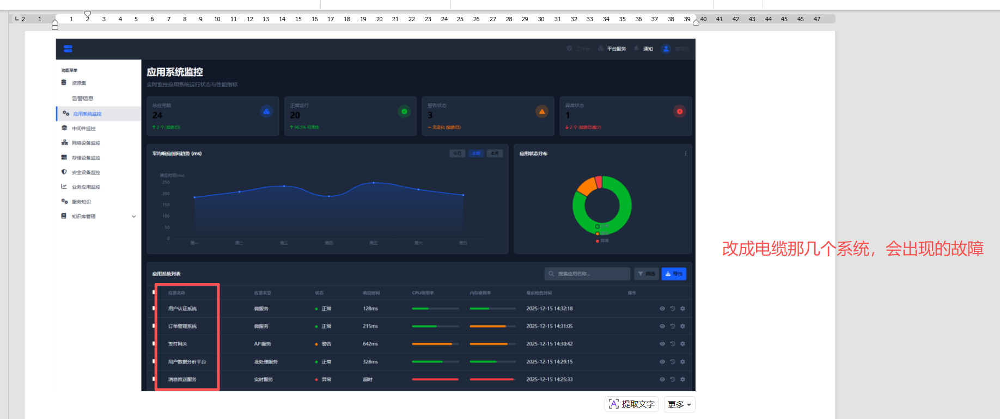 L 2 1 1 2 3 4 5 6 7 8 9 10 11 12 13 14 15 16 17 18 19 20 21 22 23 24 25 26 27 28 29 30 31 32 33 34 35 36 37 38 39 40 41 42 43 44 45 46 47
工作台 平台服务 通知 管理员
功能菜单
资源集
告警信息
应用系统监控
中间件监控
网络设备监控
存储设备监控
安全设备监控
业务应用监控
服务知识
知识库管理
应用系统监控
实时监控应用系统运行状态与性能指标
总应用数
24
2 个 (较昨日)
正常运行
20
96.5% 可用性
警告状态
3
无变化 (较昨日)
异常状态
1
2 个 (较昨日减少)
平均响应时间趋势 (ms)
今日 本周 本月
响应时间(ms)
250
200
150
100
50
0
周一 周二 周三 周四 周五 周六 周日
应用状态分布
异常
改成电缆那几个系统，会出现的故障
应用系统列表
搜索应用名称... 筛选 导出
应用名称 应用类型 状态 响应时间 CPU使用率 内存使用率 最后检查时间 操作
用户认证系统 微服务 正常 128ms 2025-12-15 14:32:18
订单管理系统 微服务 正常 215ms 2025-12-15 14:31:05
支付网关 API服务 警告 642ms 2025-12-15 14:30:42
用户数据分析平台 批处理服务 正常 328ms 2025-12-15 14:29:15
消息推送服务 实时服务 异常 超时 2025-12-15 14:25:33
提取文字 更多